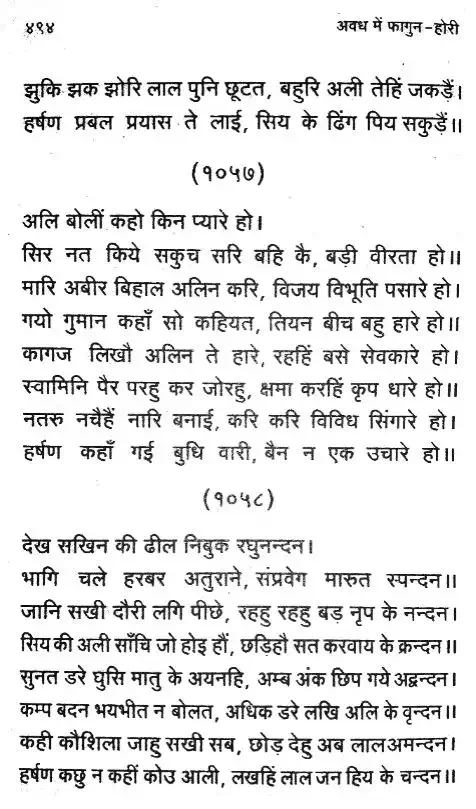 ४९४ अवध में फागुन-होरी
झुकि झक झोरि लाल पुनि छूटत, बहुरि अली तेहिं जकड़ैं।
हर्षण प्रबल प्रयास ते लाई, सिय के ढिंग पिय सकुड़ैं॥
(१०५७)
अलि बोलीं कहो किन प्यारे हो।
सिर नत किये सकुच सरि बहि कै, बड़ी वीरता हो॥
मारि अबीर बिहाल अलिन करि, विजय विभूति पसारे हो।
गयो गुमान कहाँ सो कहियत, तियन बीच बहु हारे हो॥
कागज लिखौ अलिन ते हारे, रहहिं बसे सेवकारे हो।
स्वामिनि पैर परहु कर जोरहु, क्षमा करहिं कृप धारे हो॥
नतरु नचैहैं नारि बनाई, करि करि विविध सिंगारे हो।
हर्षण कहाँ गई बुधि वारी, बैन न एक उचारे हो॥
(१०५८)
देख सखिन की ढील निबुक रघुनन्दन।
भागि चले हरबर अतुराने, संप्रवेग मारुत स्पन्दन॥
जानि सखी दौरी लगि पीछे, रहहु रहहु बड़ नृप के नन्दन।
सिय की अली साँचि जो होइ हौं, छड़िहौ सत करवाय के क्रन्दन॥
सुनत डरे घुसि मातु के अयनहि, अम्ब अंक छिप गये अद्वन्दन।
कम्प बदन भयभीत न बोलत, अधिक डरे लखि अलि के वृन्दन॥
कही कौशिला जाहु सखी सब, छोड़ देहु अब लाल अमन्दन।
हर्षण कछु न कहीं कोउ आली, लखहिं लाल जन हिय के चन्दन॥